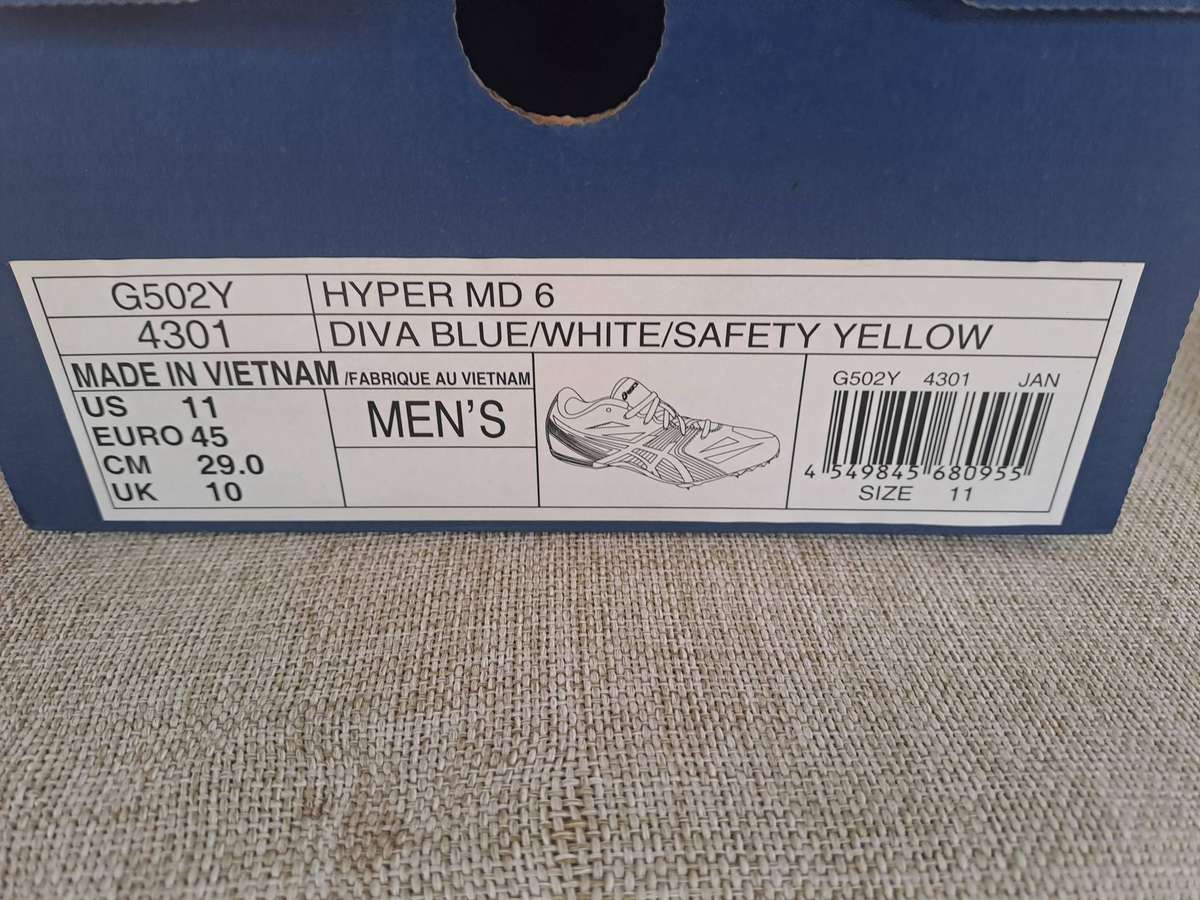 G502Y HYPER MD 6
4301 DIVA BLUE/WHITE/SAFETY YELLOW
MADE IN VIETNAM /FABRIQUE AU VIETNAM
US 11
EURO 45
CM 29.0
UK 10
MEN'S
asics
G502Y 4301 JAN
4 549845 680955
SIZE 11